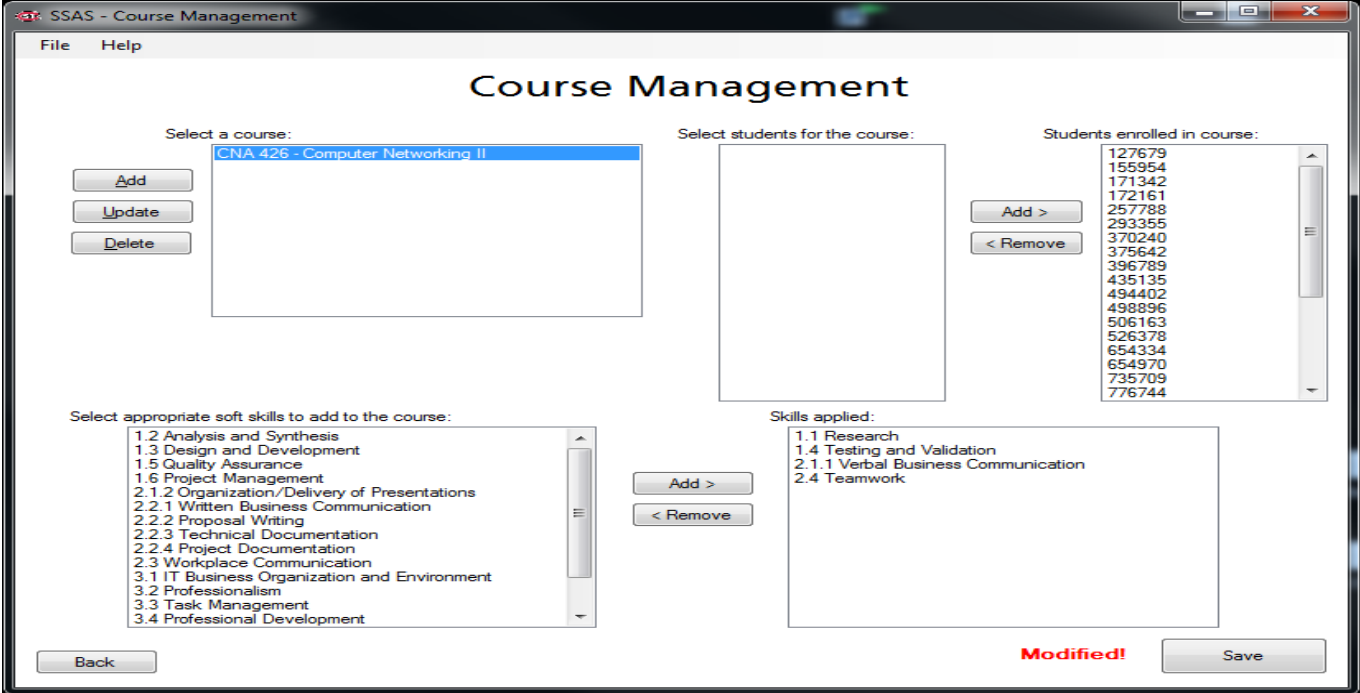 SSAS - Course Management
File Help
Course Management
Select a course:
CNA 426 - Computer Networking II
Add
Update
Delete
Select students for the course:
Add >
< Remove
Students enrolled in course:
127679
155954
171342
172161
257788
293355
370240
375642
396789
435135
494402
498896
506163
526378
654334
654970
735709
776744
Select appropriate soft skills to add to the course:
1.2 Analysis and Synthesis
1.3 Design and Development
1.5 Quality Assurance
1.6 Project Management
2.1.2 Organization/Delivery of Presentations
2.2.1 Written Business Communication
2.2.2 Proposal Writing
2.2.3 Technical Documentation
2.2.4 Project Documentation
2.3 Workplace Communication
3.1 IT Business Organization and Environment
3.2 Professionalism
3.3 Task Management
3.4 Professional Development
Add >
< Remove
Skills applied:
1.1 Research
1.4 Testing and Validation
2.1.1 Verbal Business Communication
2.4 Teamwork
Back
Modified!
Save